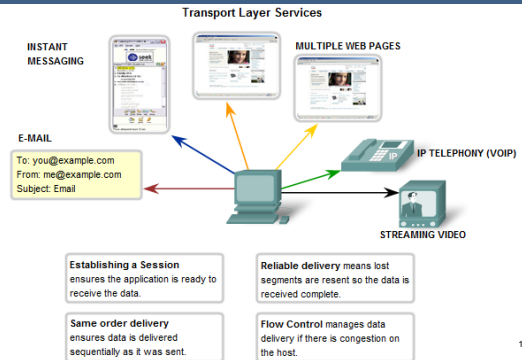 Transport Layer Services
INSTANT
MESSAGING
MULTIPLE WEB PAGES
E-MAIL
To: you@example.com
From: me@example.com
Subject: Email
IP
IP TELEPHONY (VOIP)
STREAMING VIDEO
Establishing a Session
ensures the application is ready to
receive the data.
Reliable delivery means lost
segments are resent so the data is
received complete.
Same order delivery
ensures data is delivered
sequentially as it was sent.
Flow Control manages data
delivery if there is congestion on
the host.
1